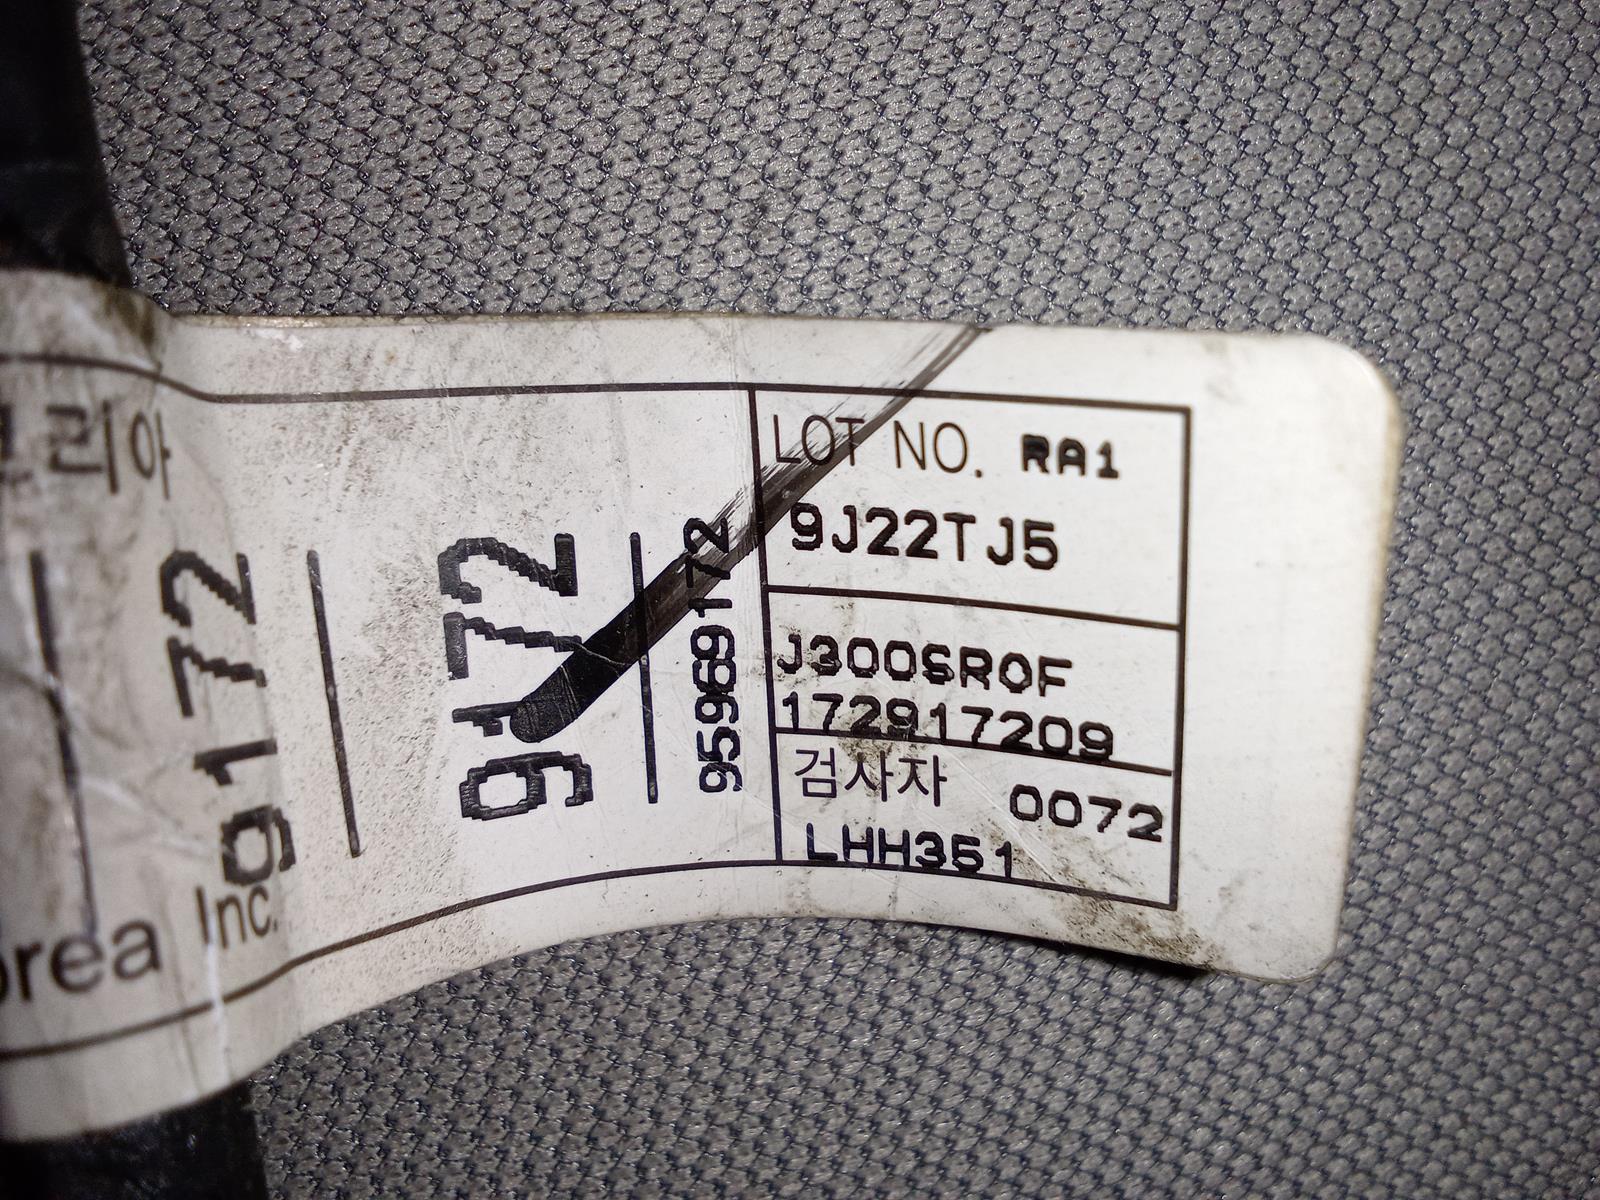 리아
9172
orea Inc.
9172
95969172
LOT NO. RA1
9J22TJ5
J300SROF
172917209
검사자 0072
LHH351